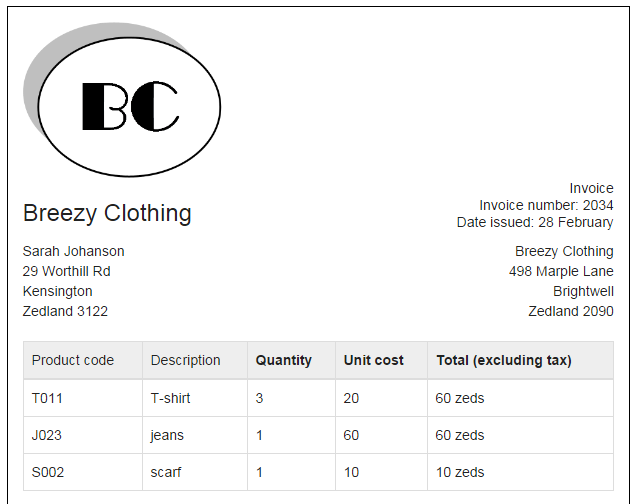 BC
Invoice
Invoice number: 2034
Breezy Clothing
Date issued: 28 February
Sarah Johanson Breezy Clothing
29 Worthill Rd 498 Marple Lane
Kensington Brightwell
Zedland 3122 Zedland 2090
Product code Description Quantity Unit cost Total (excluding tax)
T011 T-shirt 3 20 60 zeds
J023 jeans 1 60 60 zeds
S002 scarf 1 10 10 zeds